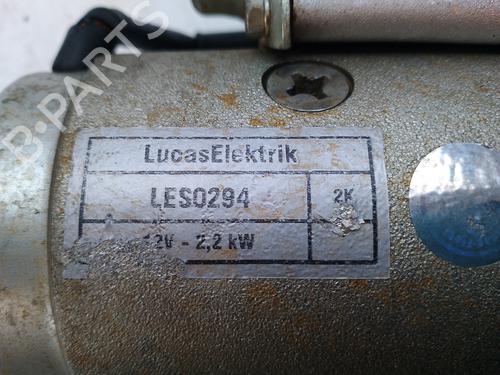 LucasElektrik
LES0294
2K
12V - 2,2 kW
B-PARTS